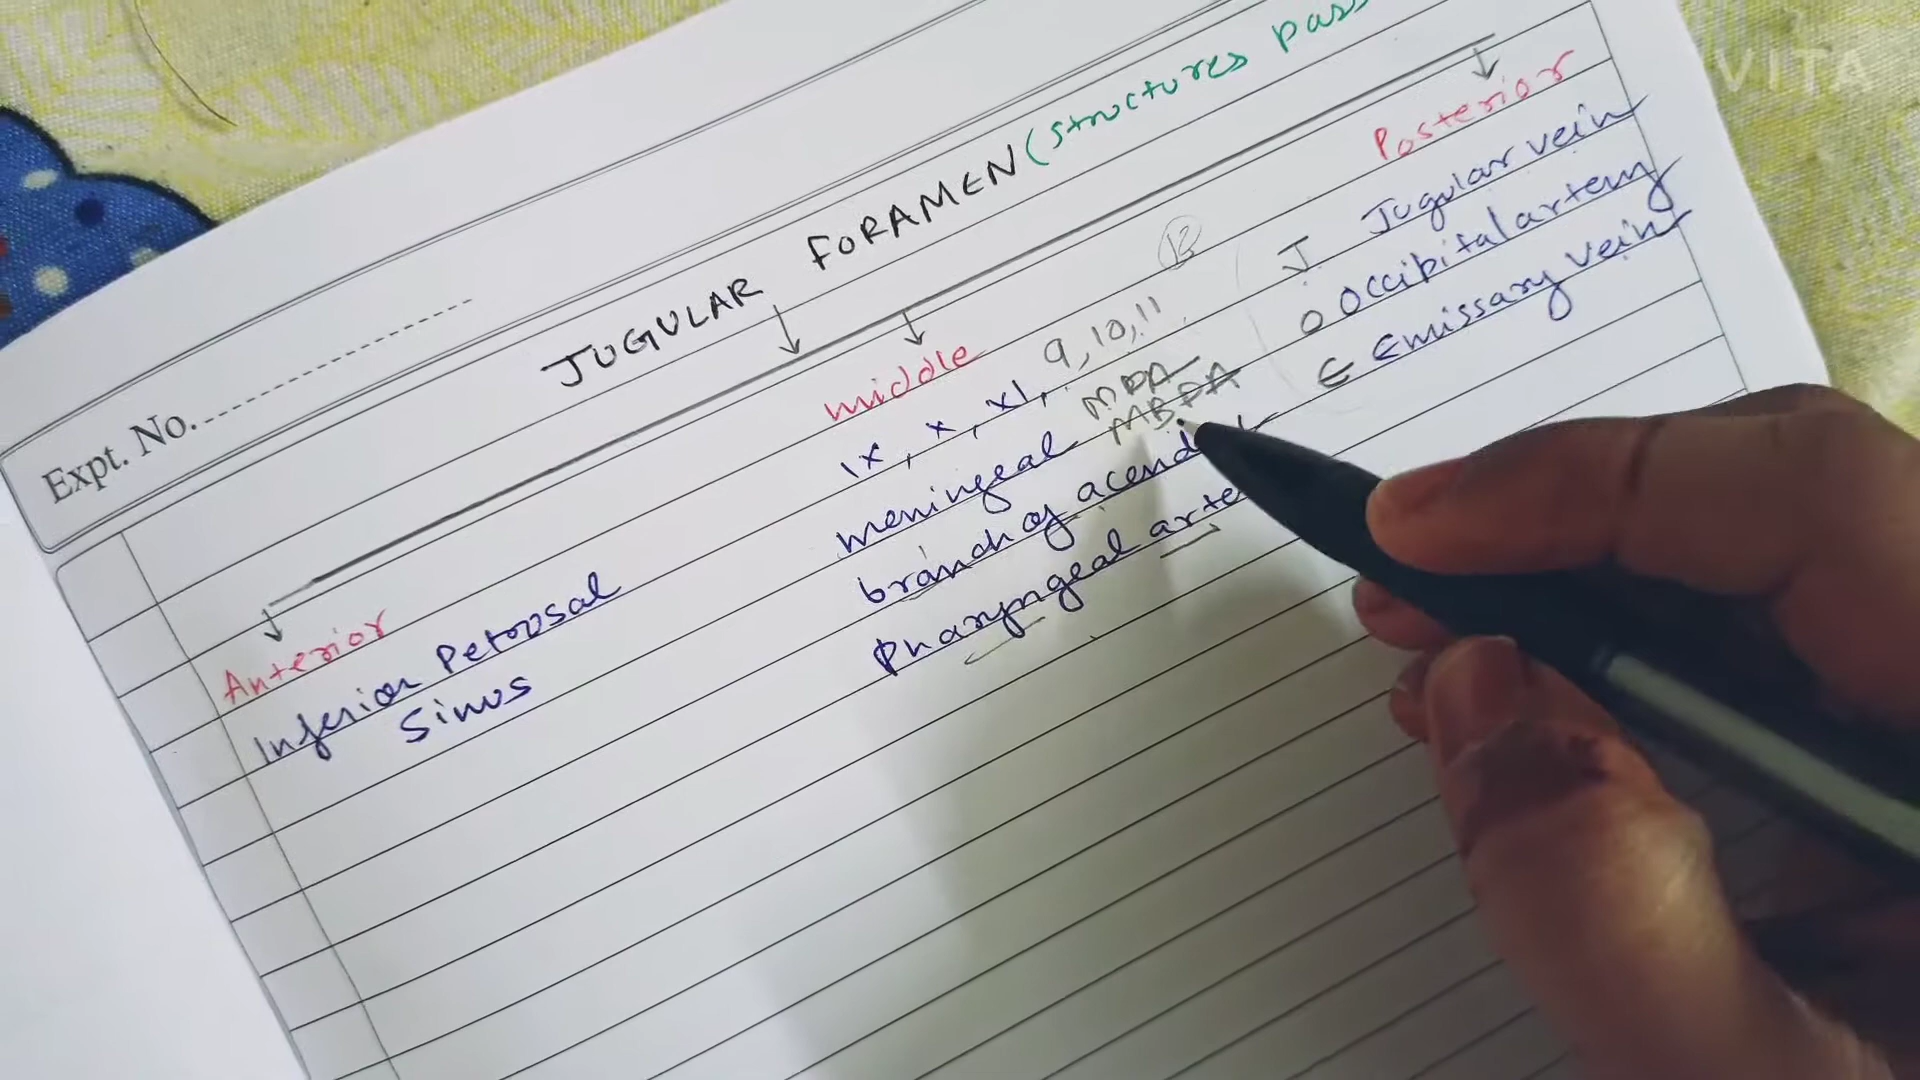 VITA
JUGULAR FORAMEN (structures pass
Expt. No.
Anterior
Inferior Petrosal
Sinus
middle
9, 10, 11
IX, X, XI,
MBPA
meningeal
branch of acend
Pharyngeal arte
Posterior
J Jugular vein
O Occipital artery
E Emissary vein